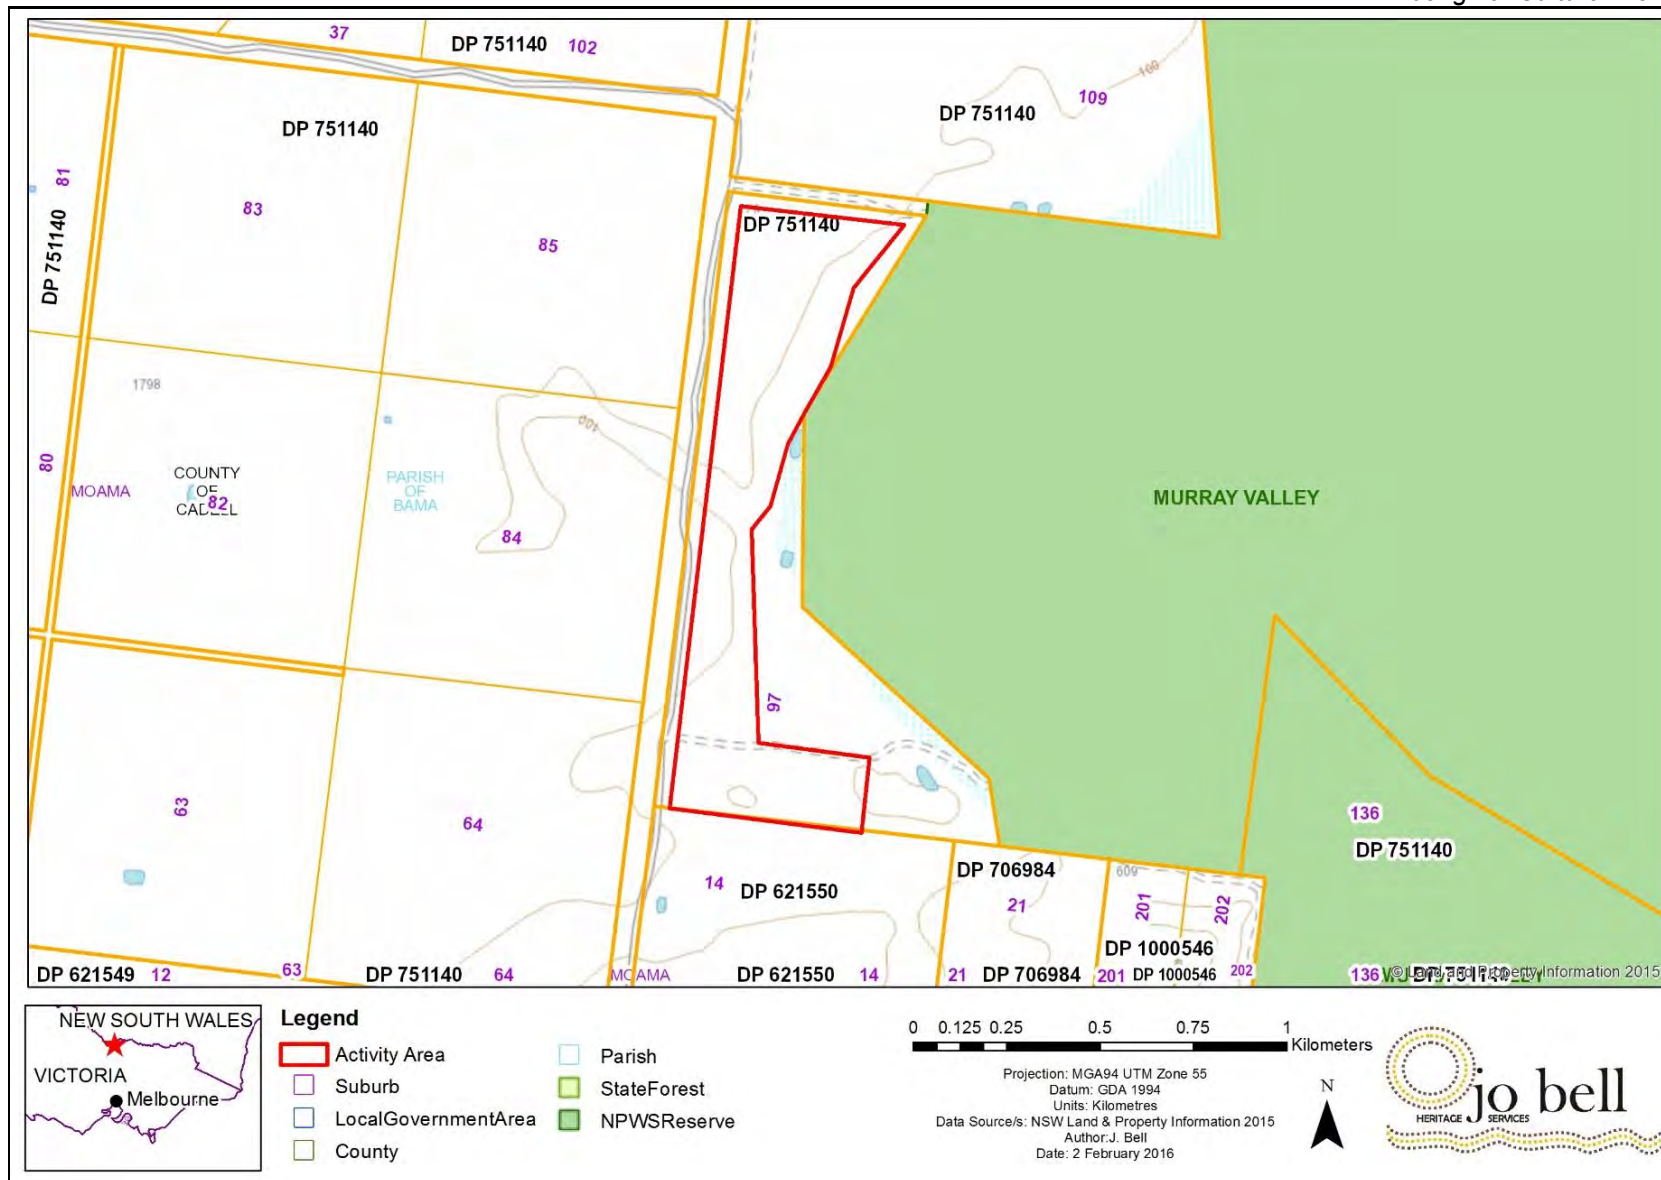 37
DP 751140 102
DP 751140
109
100
DP 751140
81
83
85
DP 751140
DP 751140
1798
100
80
MOAMA
COUNTY
OF
82
PARISH
OF
BAMA
84
MURRAY VALLEY
97
63
64
136
DP 751140
14
DP 621550
DP 706984
21
609
201
202
DP 1000546
DP 621549 12
63
DP 751140 64
MOAMA
DP 621550 14
21 DP 706984
201 DP 1000546 202
136
© Land and Property Information 2015
NEW SOUTH WALES
VICTORIA
Melbourne
Legend
Activity Area
Suburb
LocalGovernmentArea
County
Parish
StateForest
NPWSReserve
0 0.125 0.25 0.5 0.75 1
Kilometers
Projection: MGA94 UTM Zone 55
Datum: GDA 1994
Units: Kilometres
Data Source/s: NSW Land & Property Information 2015
Author:J. Bell
Date: 2 February 2016
N
jo bell
HERITAGE SERVICES